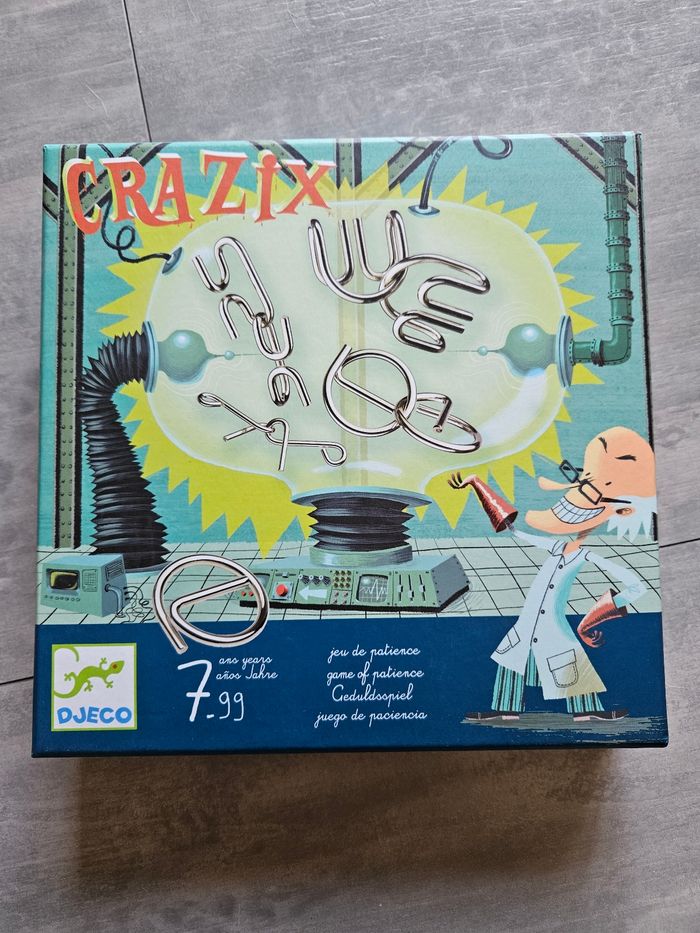 CRAZIX
DJECO
7-99
ans years
años Jahre
jeu de patience
game of patience
Geduldsspiel
juego de paciencia